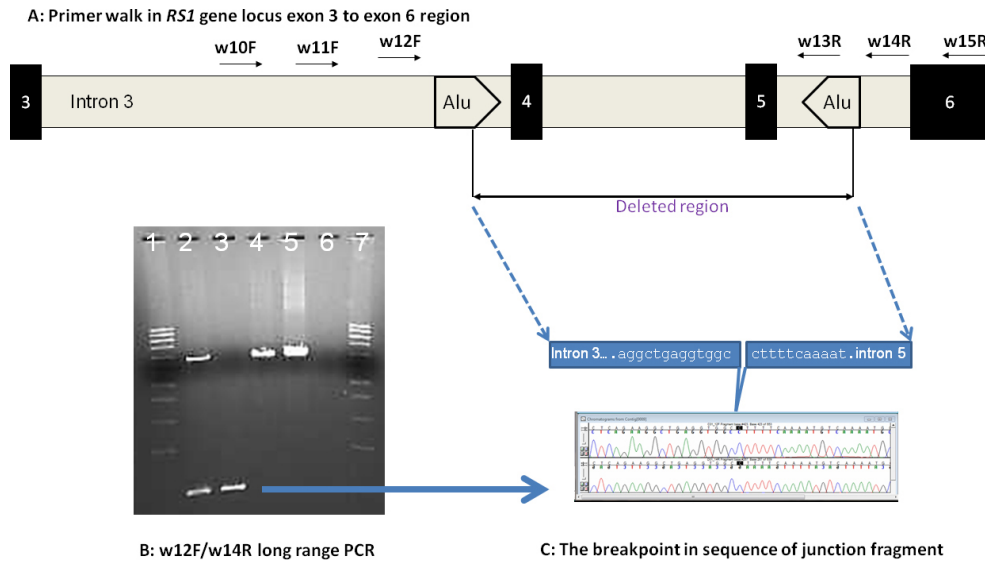 A: Primer walk in RS1 gene locus exon 3 to exon 6 region
w10F w11F w12F w13R w14R w15R
3 Intron 3 Alu 4 5 Alu 6
Deleted region
1 2 3 4 5 6 7
Intron 3... .aggctgaggtggc cttttcaaaat.intron 5
B: w12F/w14R long range PCR
C: The breakpoint in sequence of junction fragment